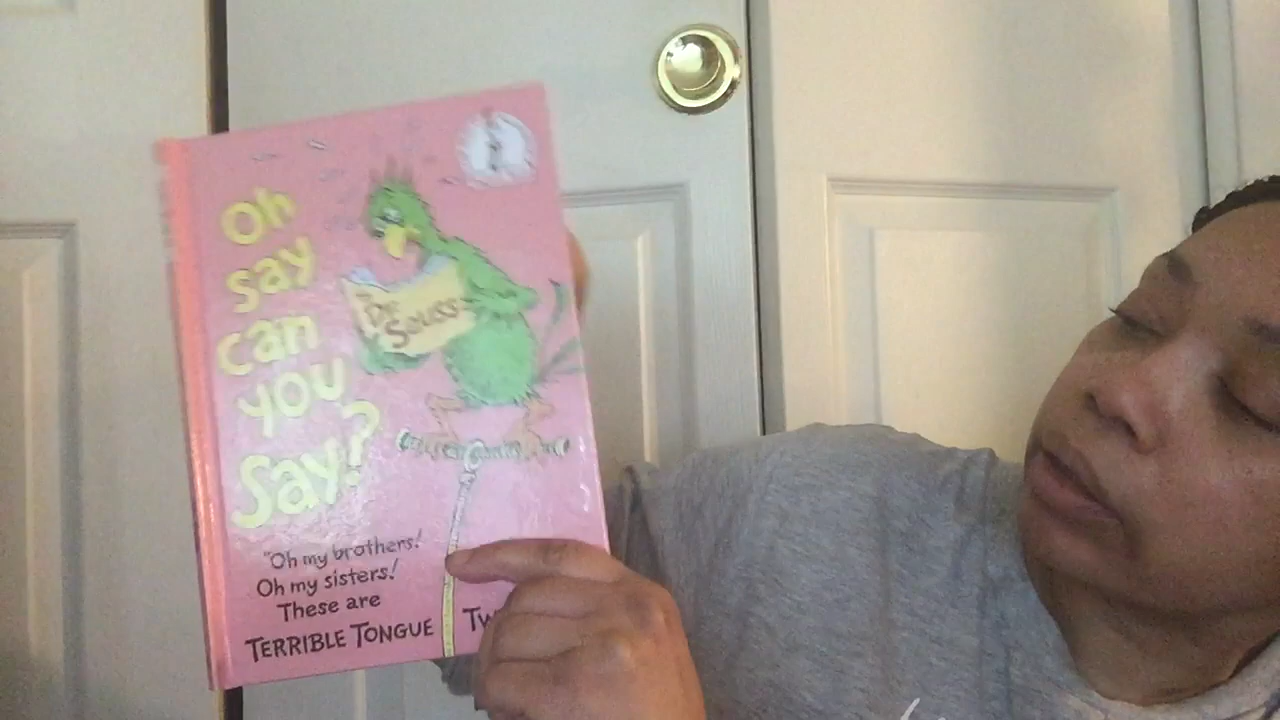 Oh
say
can
you
Say?
Dr.
Seuss
"Oh my brothers!
Oh my sisters!
These are
TERRIBLE TONGUE TW